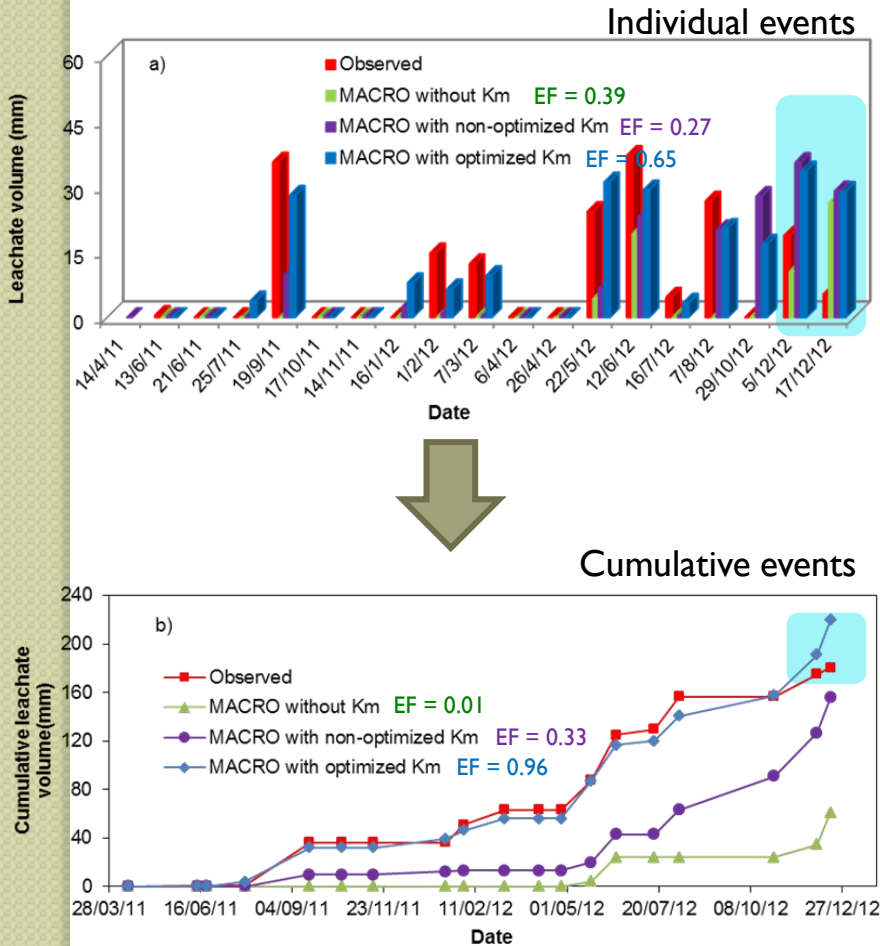 Individual events
a)
Observed
MACRO without Km EF = 0.39
MACRO with non-optimized Km EF = 0.27
MACRO with optimized Km EF = 0.65
Leachate volume (mm)
60
45
30
15
0
14/4/11 13/6/11 21/6/11 25/7/11 19/9/11 17/10/11 14/11/11 16/1/12 1/2/12 7/3/12 6/4/12 26/4/12 22/5/12 12/6/12 16/7/12 7/8/12 29/10/12 5/12/12 17/12/12
Date
Cumulative events
b)
Observed
MACRO without Km EF = 0.01
MACRO with non-optimized Km EF = 0.33
MACRO with optimized Km EF = 0.96
Cumulative leachate
volume(mm)
240
200
160
120
80
40
0
28/03/11 16/06/11 04/09/11 23/11/11 11/02/12 01/05/12 20/07/12 08/10/12 27/12/12
Date